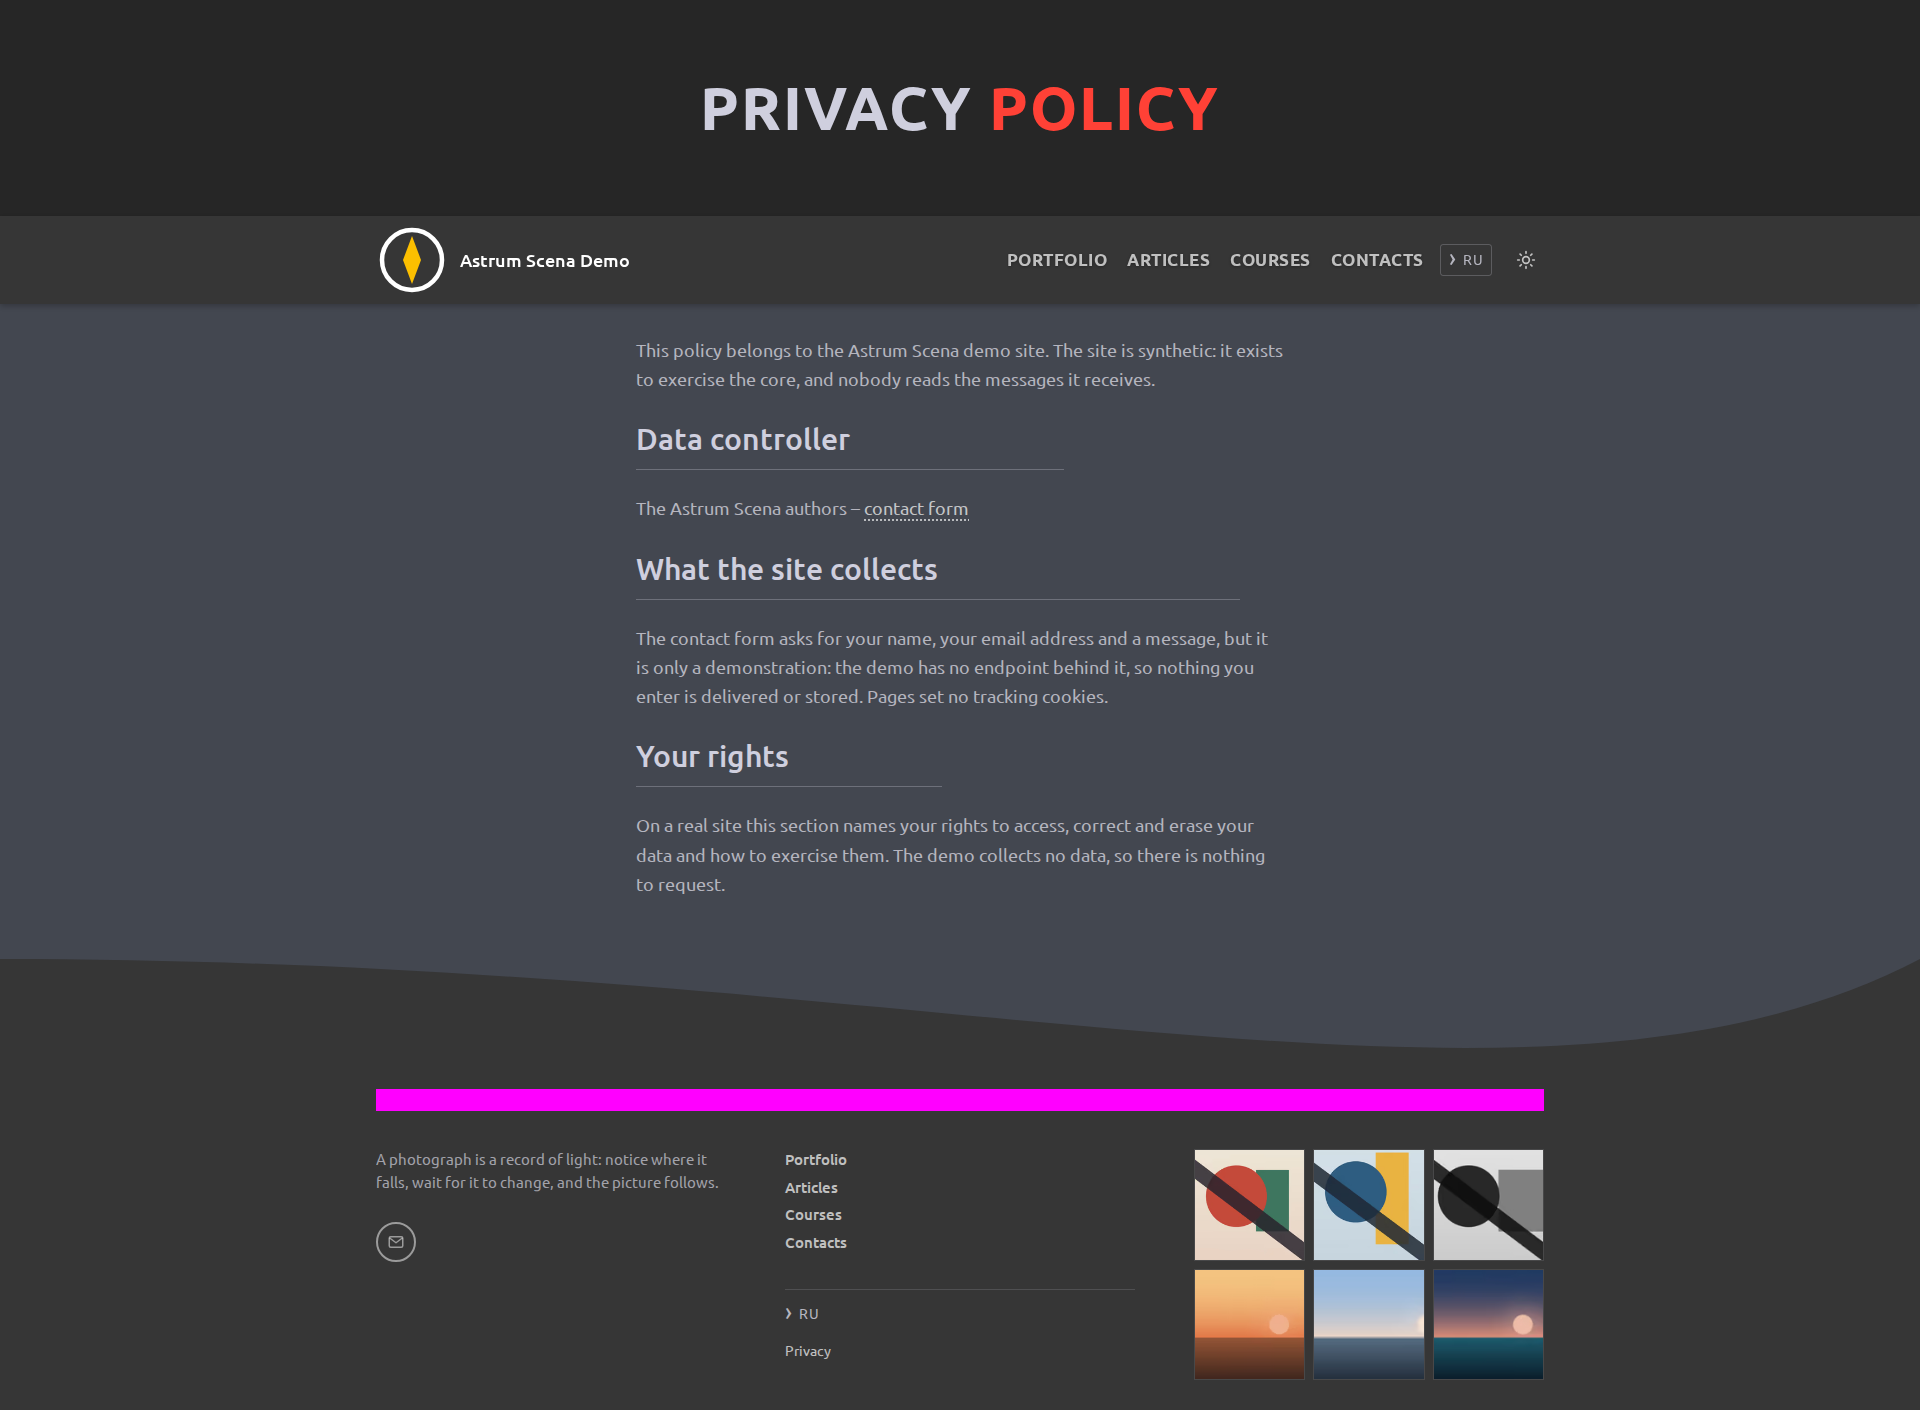 PRIVACY POLICY
Astrum Scena Demo
PORTFOLIO
ARTICLES
COURSES
CONTACTS
RU
This policy belongs to the Astrum Scena demo site. The site is synthetic: it exists
to exercise the core, and nobody reads the messages it receives.
Data controller
The Astrum Scena authors – contact form
What the site collects
The contact form asks for your name, your email address and a message, but it
is only a demonstration: the demo has no endpoint behind it, so nothing you
enter is delivered or stored. Pages set no tracking cookies.
Your rights
On a real site this section names your rights to access, correct and erase your
data and how to exercise them. The demo collects no data, so there is nothing
to request.
A photograph is a record of light: notice where it
falls, wait for it to change, and the picture follows.
Portfolio
Articles
Courses
Contacts
RU
Privacy